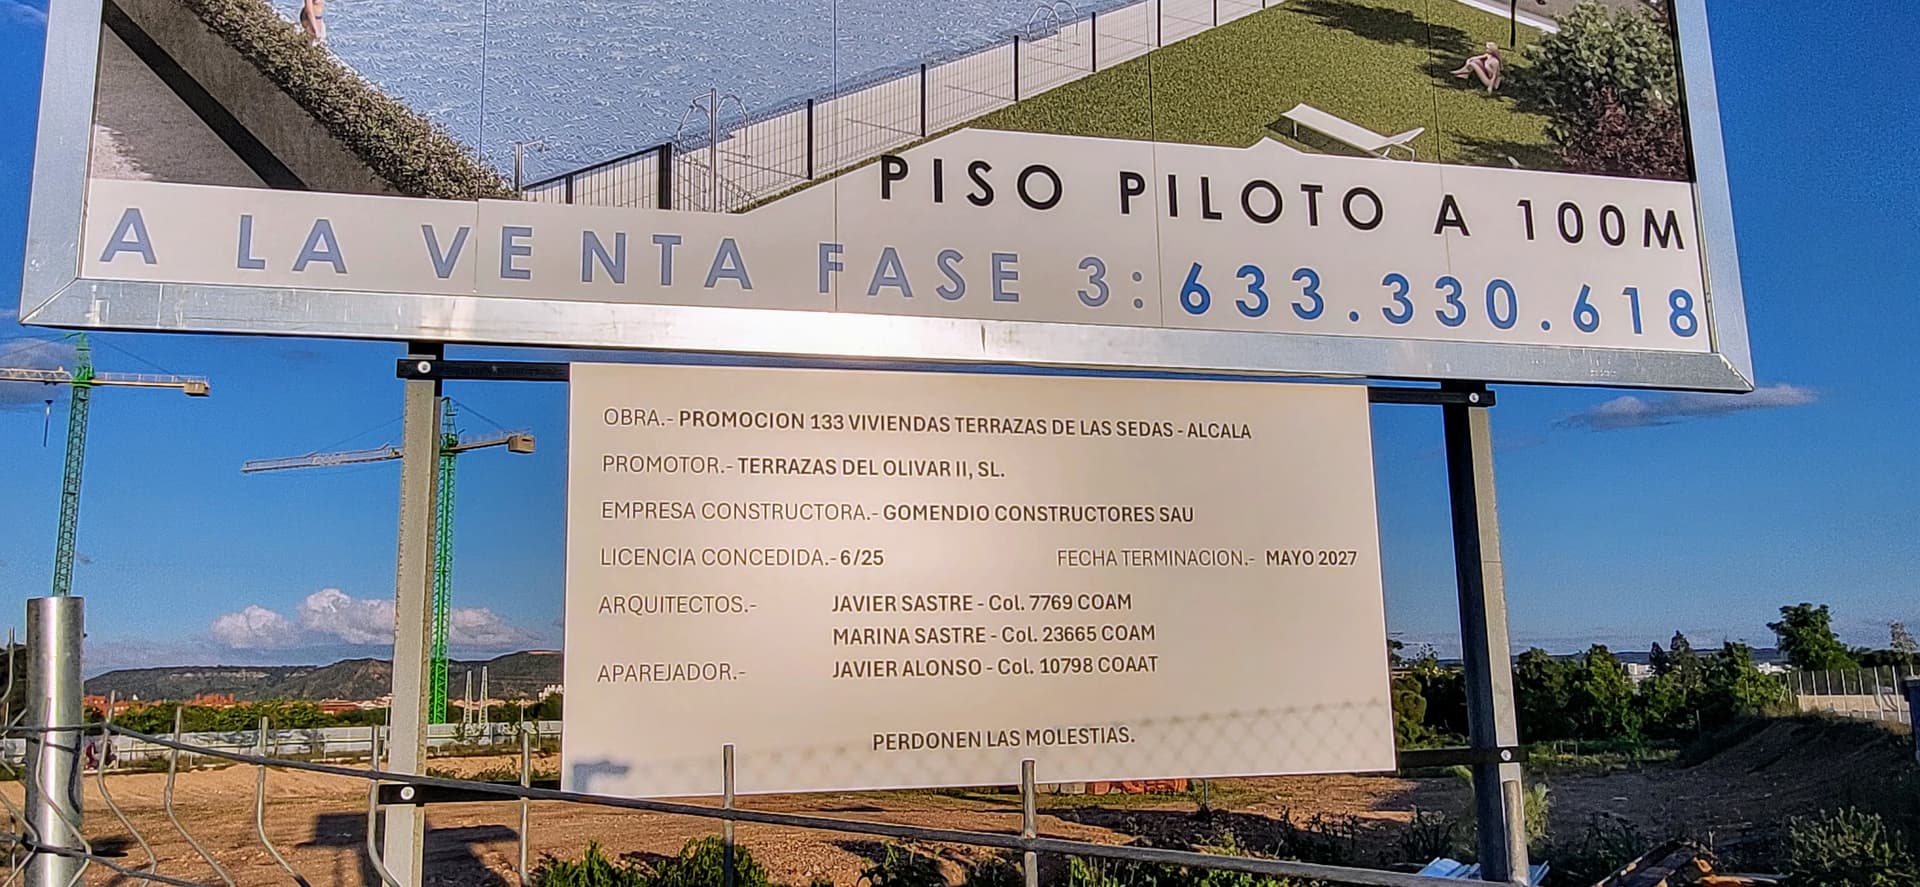 PISO PILOTO A 100M
A LA VENTA FASE 3: 633.330.618
OBRA.- PROMOCION 133 VIVIENDAS TERRAZAS DE LAS SEDAS - ALCALA
PROMOTOR.- TERRAZAS DEL OLIVAR II, SL.
EMPRESA CONSTRUCTORA.- GOMENDIO CONSTRUCTORES SAU
LICENCIA CONCEDIDA.- 6/25 FECHA TERMINACION.- MAYO 2027
ARQUITECTOS.- JAVIER SASTRE - Col. 7769 COAM
MARINA SASTRE - Col. 23665 COAM
APAREJADOR.- JAVIER ALONSO - Col. 10798 COAAT
PERDONEN LAS MOLESTIAS.